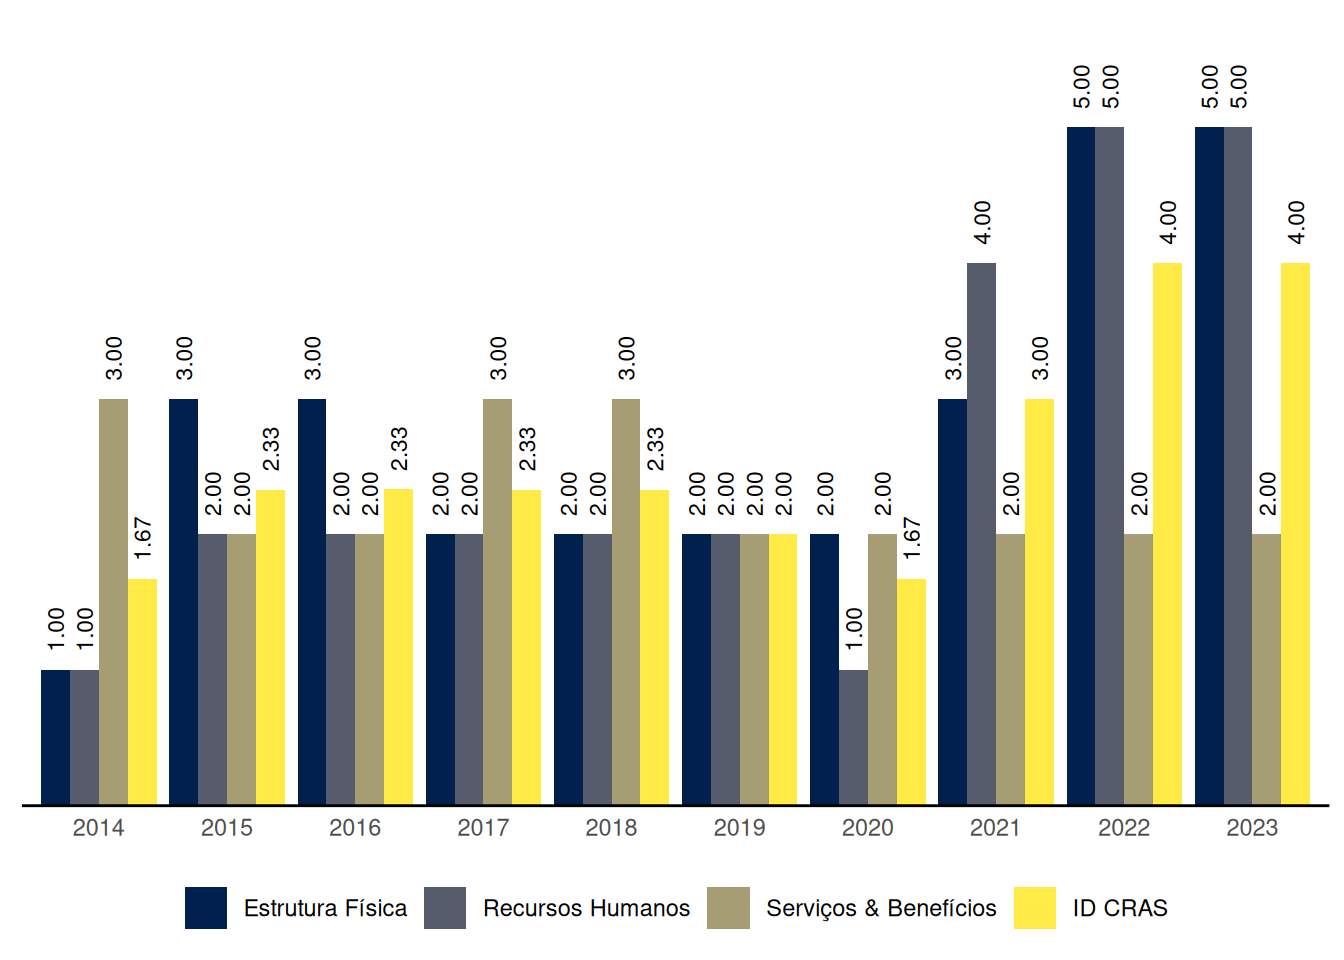 1.00 1.00 3.00 1.67
3.00 2.00 2.00 2.33
3.00 2.00 2.00 2.33
2.00 2.00 3.00 2.33
2.00 2.00 3.00 2.33
2.00 2.00 2.00 2.00
2.00 1.00 2.00 1.67
3.00 4.00 2.00 3.00
5.00 5.00 2.00 4.00
5.00 5.00 2.00 4.00
2014 2015 2016 2017 2018 2019 2020 2021 2022 2023
Estrutura Física Recursos Humanos Serviços & Benefícios ID CRAS